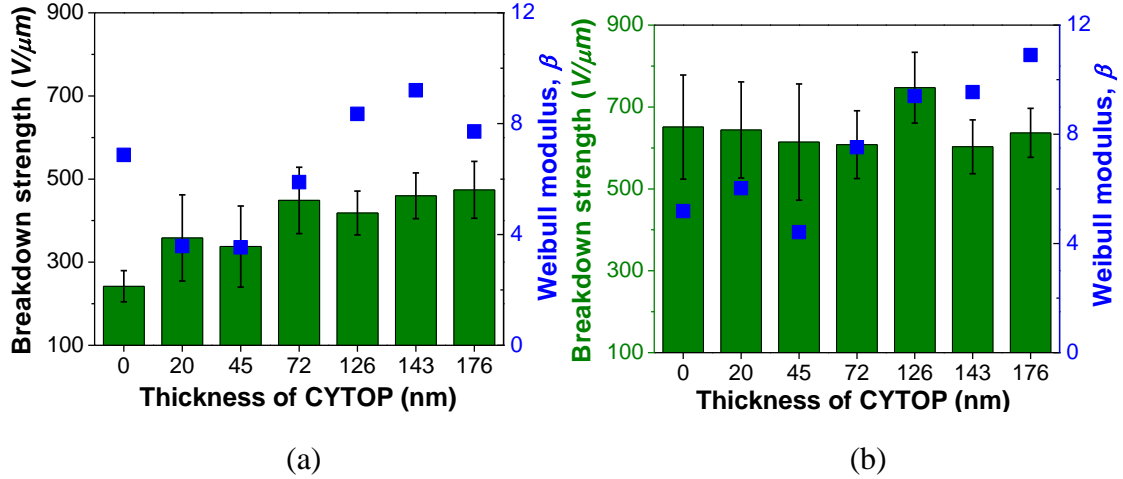 900
700
500
300
100
Breakdown strength (V/μm)
12
8
4
0
Weibull modulus, β
0 20 45 72 126 143 176
Thickness of CYTOP (nm)
(a)
900
700
500
300
100
Breakdown strength (V/μm)
12
8
4
0
Weibull modulus, β
0 20 45 72 126 143 176
Thickness of CYTOP (nm)
(b)